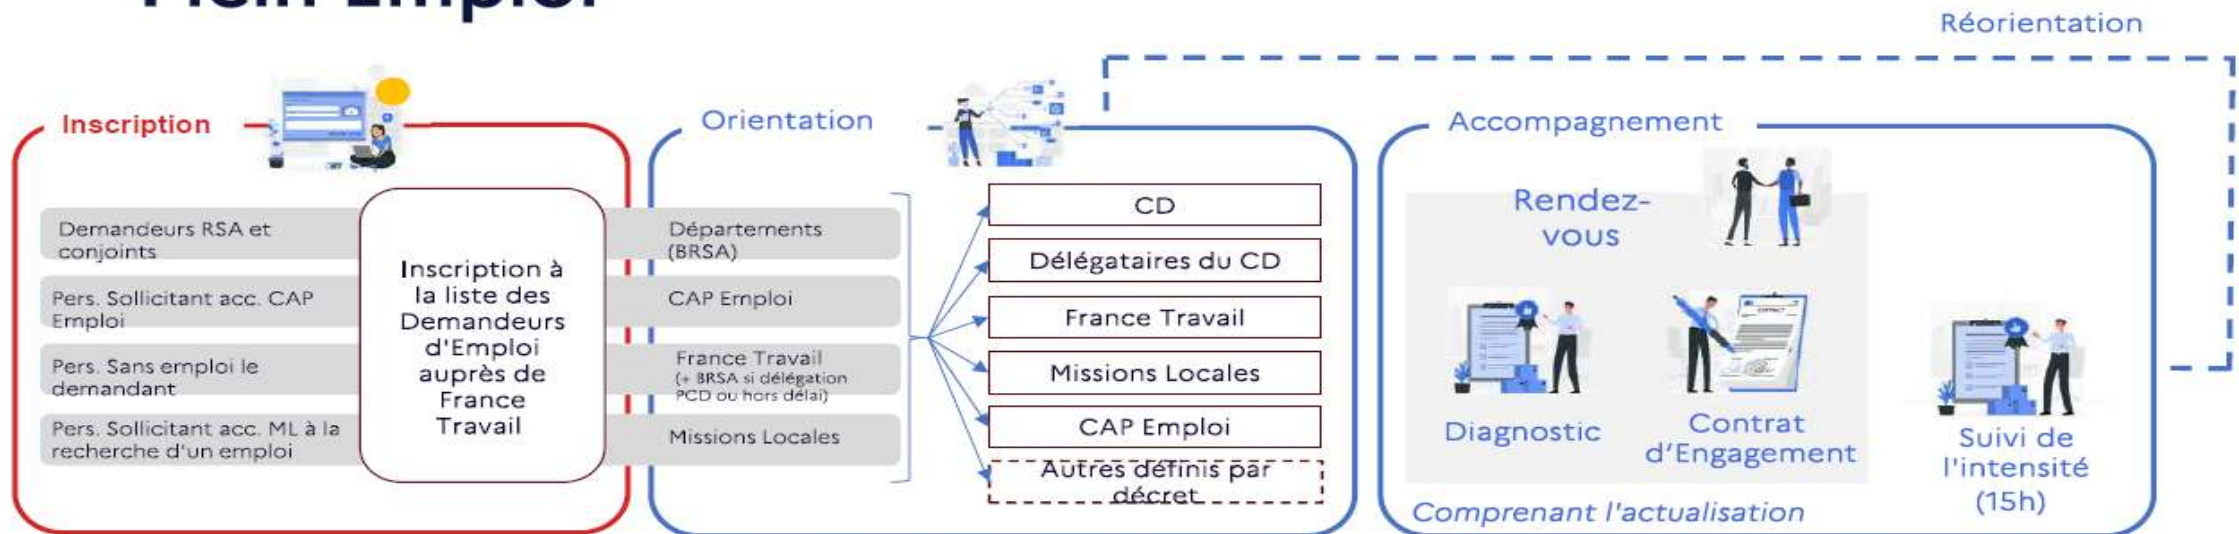 Plein Emploi
Réorientation
Inscription
Demandeurs RSA et
conjoints
Pers. Sollicitant acc. CAP
Emploi
Pers. Sans emploi le
demandant
Pers. Sollicitant acc. ML à la
recherche d'un emploi
Inscription à
la liste des
Demandeurs
d'Emploi
auprès de
France
Travail
Orientation
Départements
(BRSA)
CAP Emploi
France Travail
(+ BRSA si délégation
PCD ou hors délai)
Missions Locales
CD
Délégataires du CD
France Travail
Missions Locales
CAP Emploi
Autres définis par
décret
Accompagnement
Rendez-
vous
Diagnostic
CONTRACT
Contrat
d'Engagement
Comprenant l'actualisation
Suivi de
l'intensité
(15h)